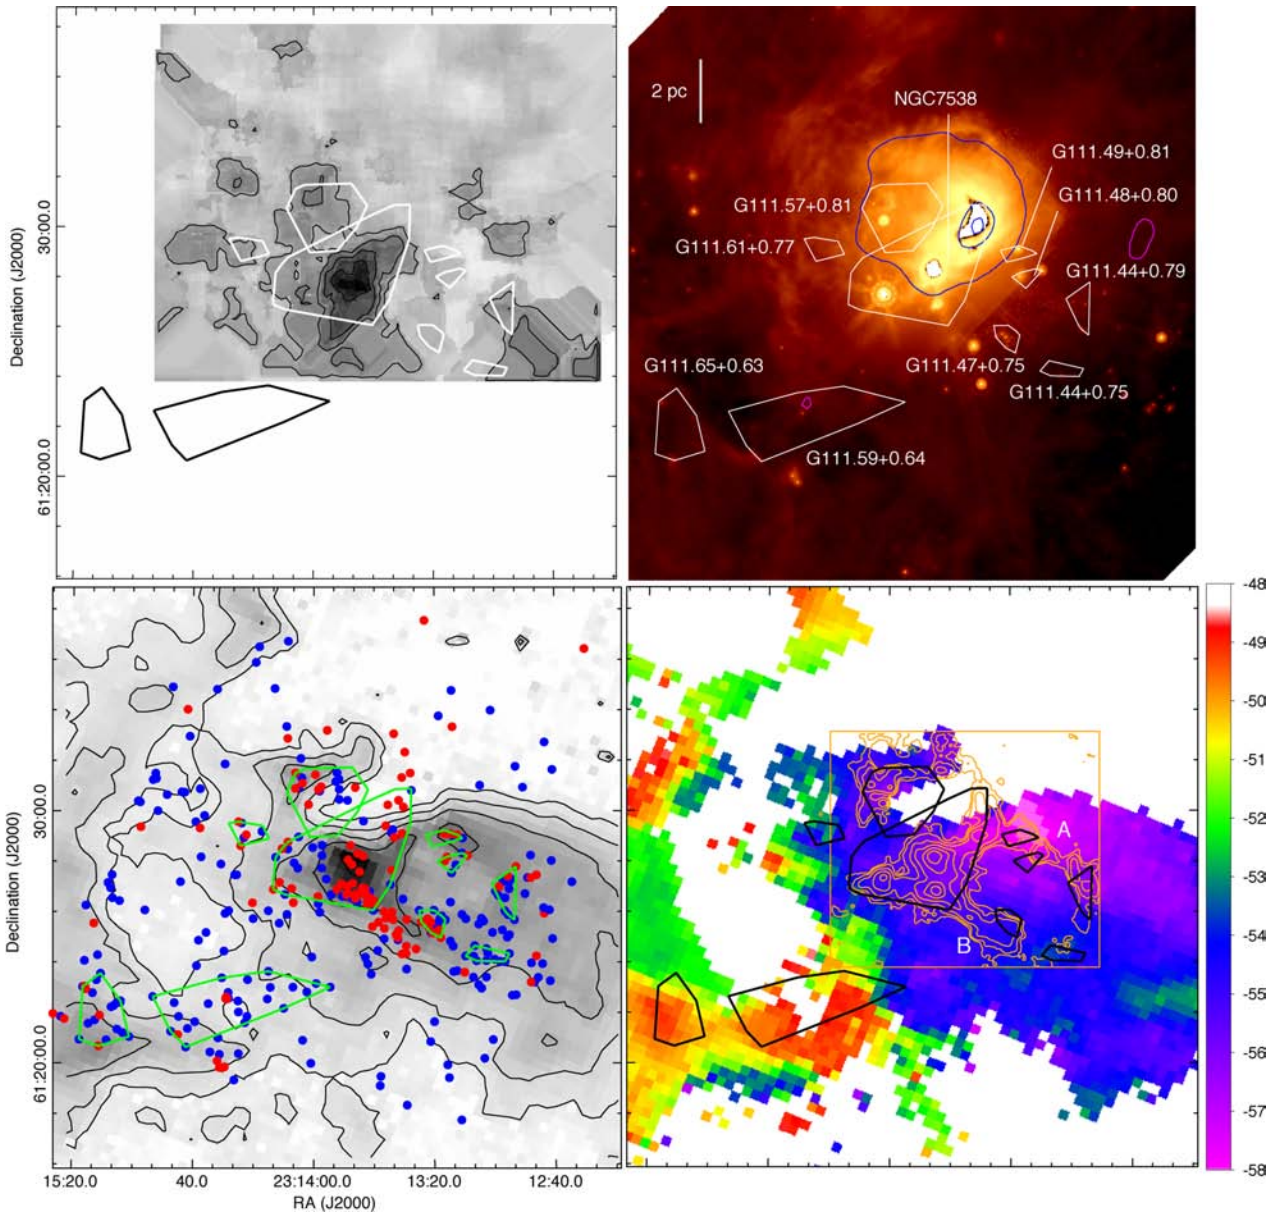 2 pc
NGC7538
G111.49+0.81
G111.48+0.80
G111.57+0.81
G111.61+0.77
G111.44+0.79
G111.65+0.63
G111.47+0.75
G111.44+0.75
G111.59+0.64
Declination (J2000)
30:00.0
61:20:00.0
Declination (J2000)
30:00.0
61:20:00.0
15:20.0 40.0 23:14:00.0 13:20.0 12:40.0
RA (J2000)
A
B
-48
-49
-50
-51
-52
-53
-54
-55
-56
-57
-58